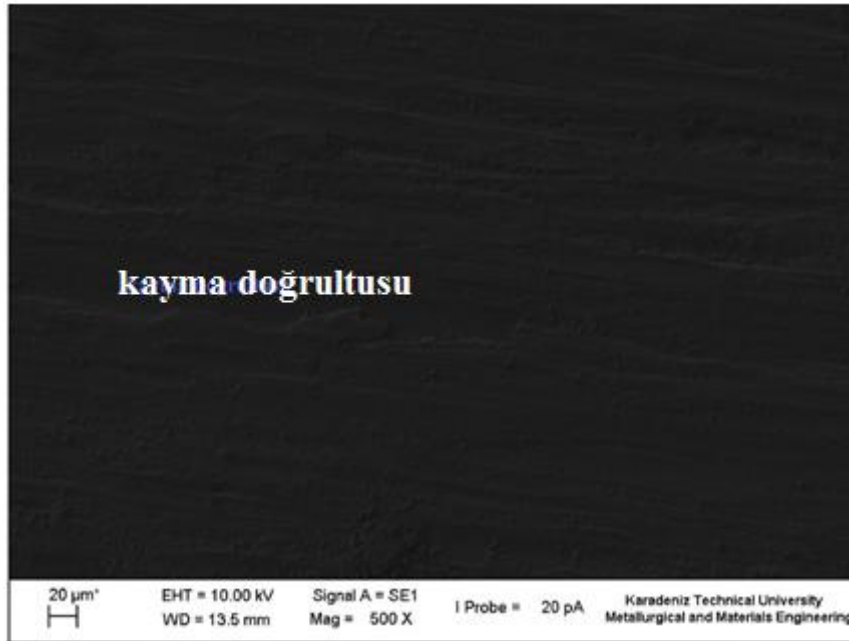 kayma doğrultusu
20 µm*
EHT = 10.00 kV
Signal A = SE1
I Probe = 20 pA
Karadeniz Technical University
WD = 13.5 mm
Mag = 500 X
Metallurgical and Materials Engineering